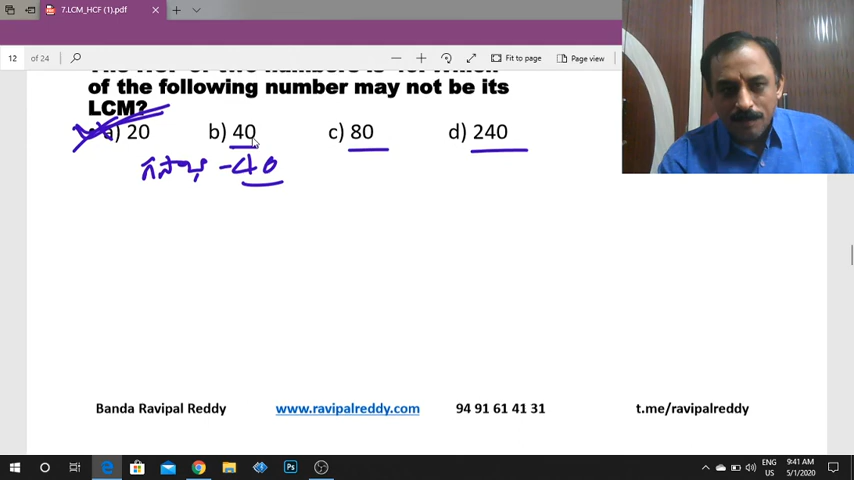 7.LCM_HCF (1).pdf
12 of 24
Fit to page
Page view
of the following number may not be its
LCM?
a) 20 b) 40 c) 80 d) 240
-40
Banda Ravipal Reddy www.ravipalreddy.com 94 91 61 41 31 t.me/ravipalreddy
ENG 9:41 AM
US 5/1/2020